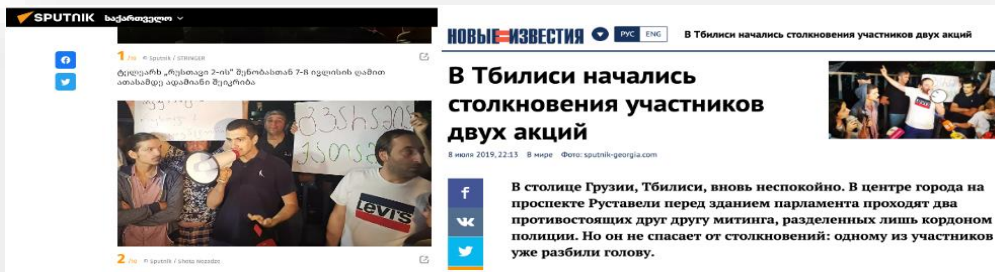 SPUTNIK საქართველო
1 /10 © Sputnik / STRINGER
ტელეარხ „რუსთავი 2-ის" შენობასთან 7-8 ივლისის ღამით
ათასამდე ადამიანი შეიკრიბა
ქათამი
LEVI'S
2 /10 © Sputnik /
НОВЫЕ ИЗВЕСТИЯ РУС ENG В Тбилиси начались столкновения участников двух акций
В Тбилиси начались
столкновения участников
двух акций
8 июля 2019, 22:13 В мире Фото: sputnik-georgia.com
В столице Грузии, Тбилиси, вновь неспокойно. В центре города на
проспекте Руставели перед зданием парламента проходят два
противостоящих друг другу митинга, разделенных лишь кордоном
полиции. Но он не спасает от столкновений: одному из участников
уже разбили голову.